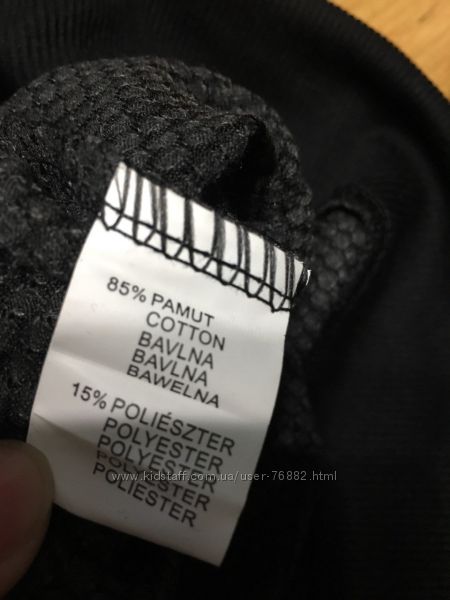 85% PAMUT
COTTON
BAVLNA
BAVLNA
BAWELNA
15% POLIÉSZTER
POLYESTER
POLYESTER
POLYESTER
POLIESTER
www.kidstaff.com.ua/user-76882.html